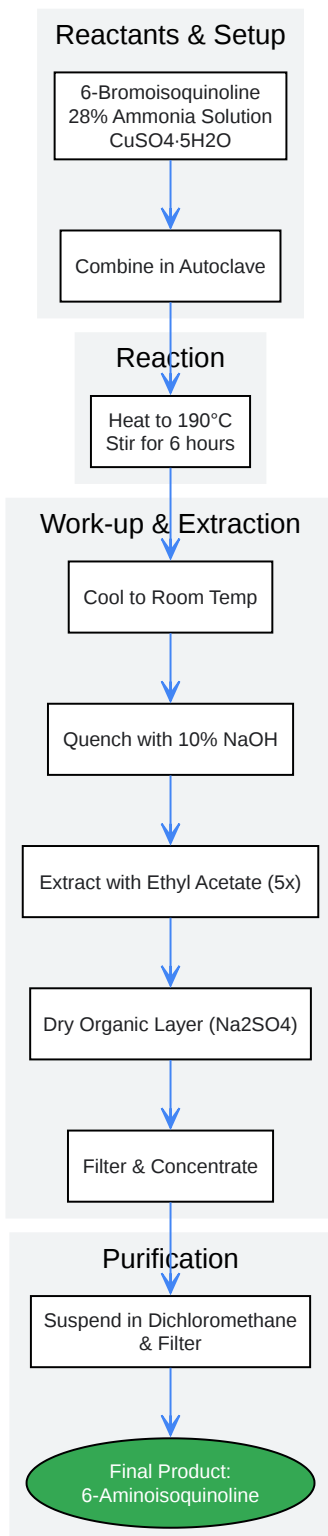 Reactants & Setup
6-Bromoisoquinoline
28% Ammonia Solution
CuSO4·5H2O
Combine in Autoclave
Reaction
Heat to 190°C
Stir for 6 hours
Work-up & Extraction
Cool to Room Temp
Quench with 10% NaOH
Extract with Ethyl Acetate (5x)
Dry Organic Layer (Na2SO4)
Filter & Concentrate
Purification
Suspend in Dichloromethane
& Filter
Final Product:
6-Aminoisoquinoline